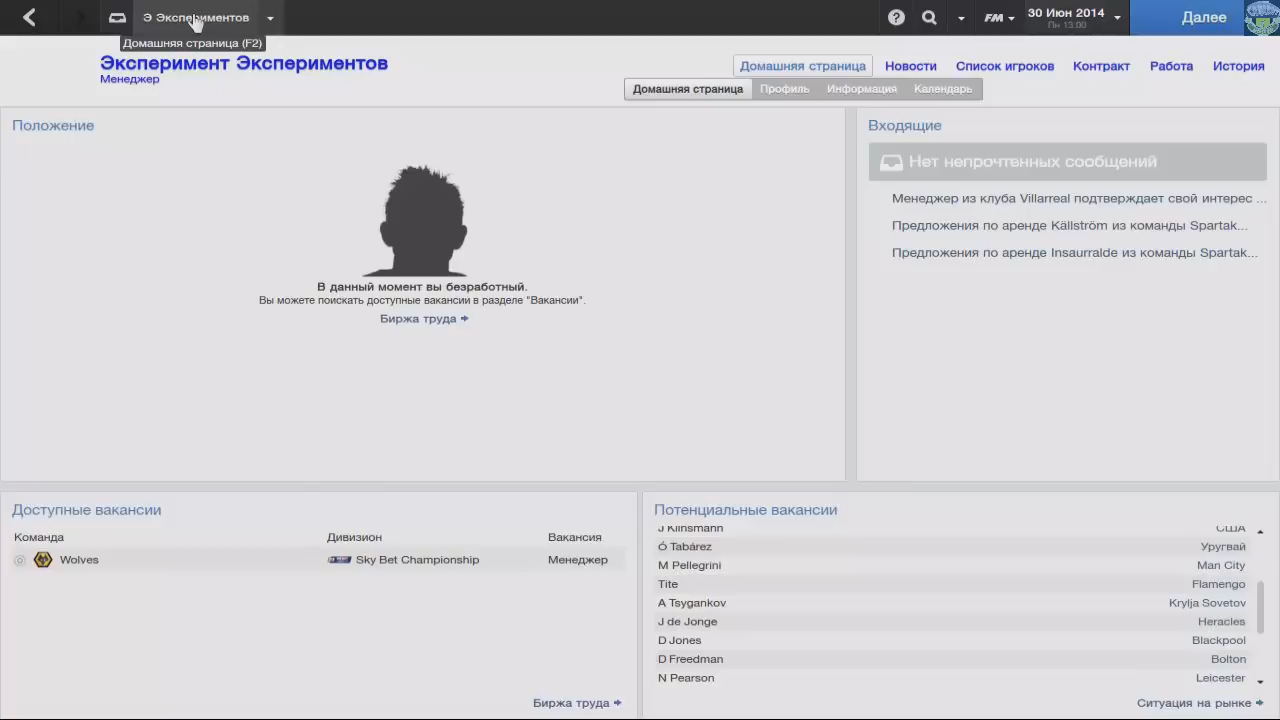 Э Экспериментов
FM
30 Июн 2014
Пн 13:00
Далее
Домашняя страница (F2)
Эксперимент Экспериментов
Менеджер
Домашняя страница
Новости
Список игроков
Контракт
Работа
История
Домашняя страница
Профиль
Информация
Календарь
Положение
В данный момент вы безработный.
Вы можете поискать доступные вакансии в разделе "Вакансии".
Биржа труда
Входящие
Нет непрочтенных сообщений
Менеджер из клуба Villarreal подтверждает свой интерес ...
Предложения по аренде Källström из команды Spartak...
Предложения по аренде Insaurralde из команды Spartak...
Доступные вакансии
Команда Дивизион Вакансия
Wolves Sky Bet Championship Менеджер
Биржа труда
Потенциальные вакансии
J Klinsmann США
Ó Tabárez Уругвай
M Pellegrini Man City
Tite Flamengo
A Tsygankov Krylja Sovetov
J de Jonge Heracles
D Jones Blackpool
D Freedman Bolton
N Pearson Leicester
Ситуация на рынке